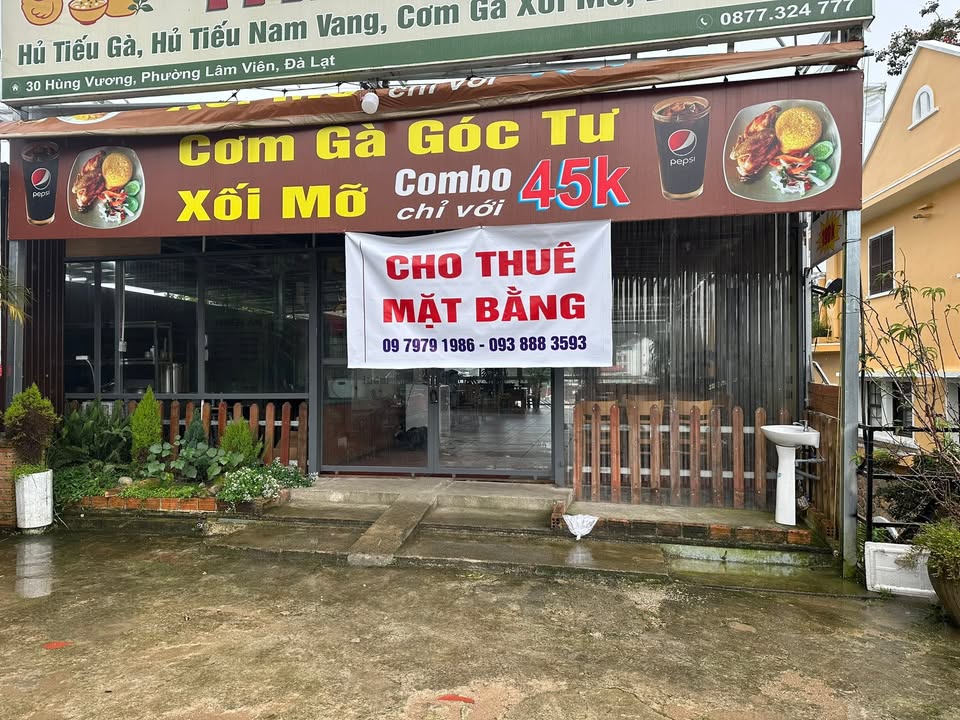 Hủ Tiếu Gà, Hủ Tiếu Nam Vang, Cơm Gà Xối Mỡ,
0877.324 777
30 Hùng Vương, Phường Lâm Viên, Đà Lạt
chỉ với
Cơm Gà Góc Tư
Xối Mỡ Combo 45k
chỉ với
pepsi
pepsi
CHO THUÊ
MẶT BẰNG
09 7979 1986 - 093 888 3593